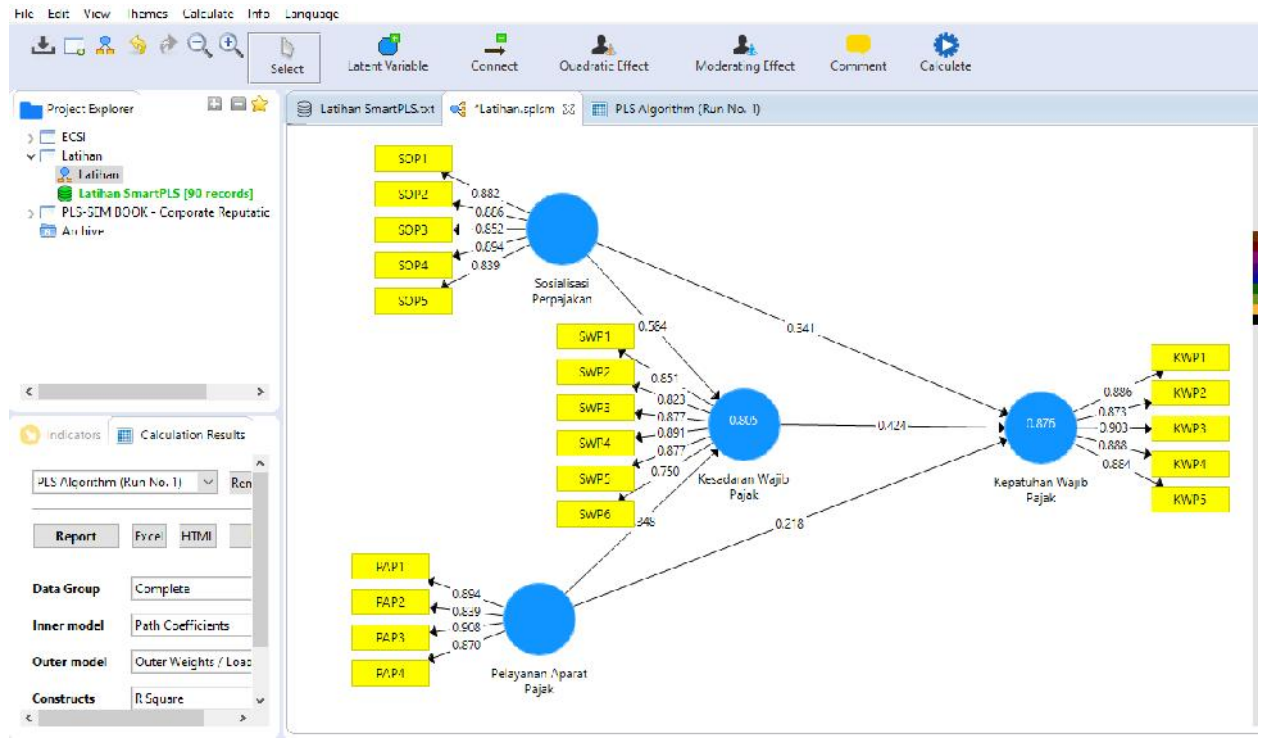 File Edit View Themes Calculate Info Language
Select
Latent Variable
Connect
Quadratic Effect
Moderating Effect
Comment
Calculate
Project Explorer
ECSI
Latihan
Latihan
Latihan SmartPLS [90 records]
PLS-SEM BOOK - Corporate Reputatic
Archive
Latihan SmartPLS.txt
*Latihan.splsm
PLS Algorithm (Run No. 1)
SOP1
SOP2
SOP3
SOP4
SOP5
0.882
0.852
0.839
Sosialisasi
Perpajakan
0.584
0.341
SWP1
SWP2
SWP3
SWP4
SWP5
SWP6
0.851
0.823
0.877
0.891
0.877
0.750
0.805
Kesadaran Wajib
Pajak
0.424
0.876
Kepatuhan Wajib
Pajak
0.886
0.873
0.903
0.888
0.884
KWP1
KWP2
KWP3
KWP4
KWP5
.348
0.218
PAP1
PAP2
PAP3
PAP4
0.894
0.839
0.908
0.870
Pelayanan Aparat
Pajak
Indicators
Calculation Results
PLS Algorithm (Run No. 1)
Ren
Report
Excel
HTML
Data Group
Complete
Inner model
Path Coefficients
Outer model
Outer Weights / Loac
Constructs
R Square